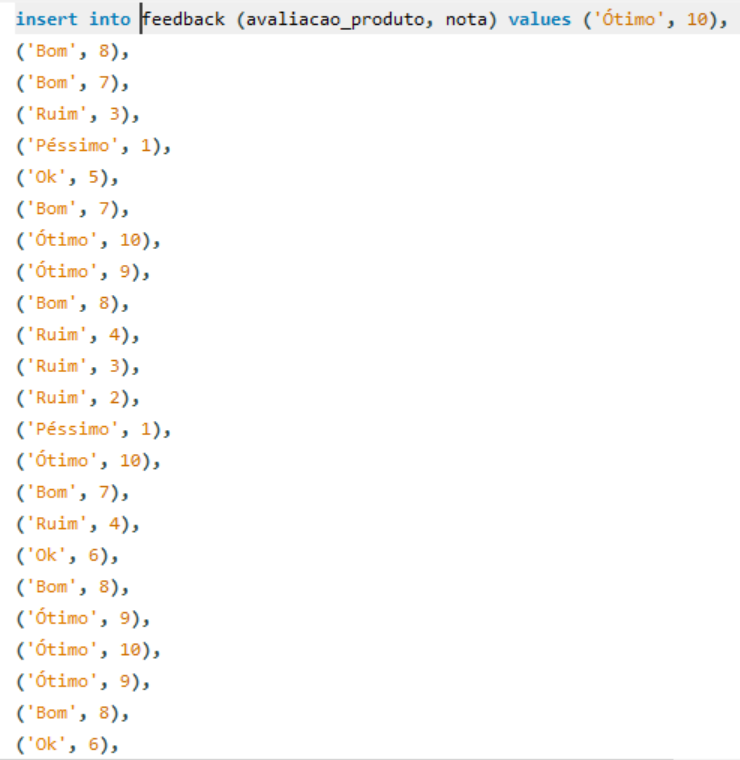 insert into feedback (avaliacao_produto, nota) values ('Ótimo', 10),
('Bom', 8),
('Bom', 7),
('Ruim', 3),
('Péssimo', 1),
('Ok', 5),
('Bom', 7),
('Ótimo', 10),
('Ótimo', 9),
('Bom', 8),
('Ruim', 4),
('Ruim', 3),
('Ruim', 2),
('Péssimo', 1),
('Ótimo', 10),
('Bom', 7),
('Ruim', 4),
('Ok', 6),
('Bom', 8),
('Ótimo', 9),
('Ótimo', 10),
('Ótimo', 9),
('Bom', 8),
('Ok', 6),